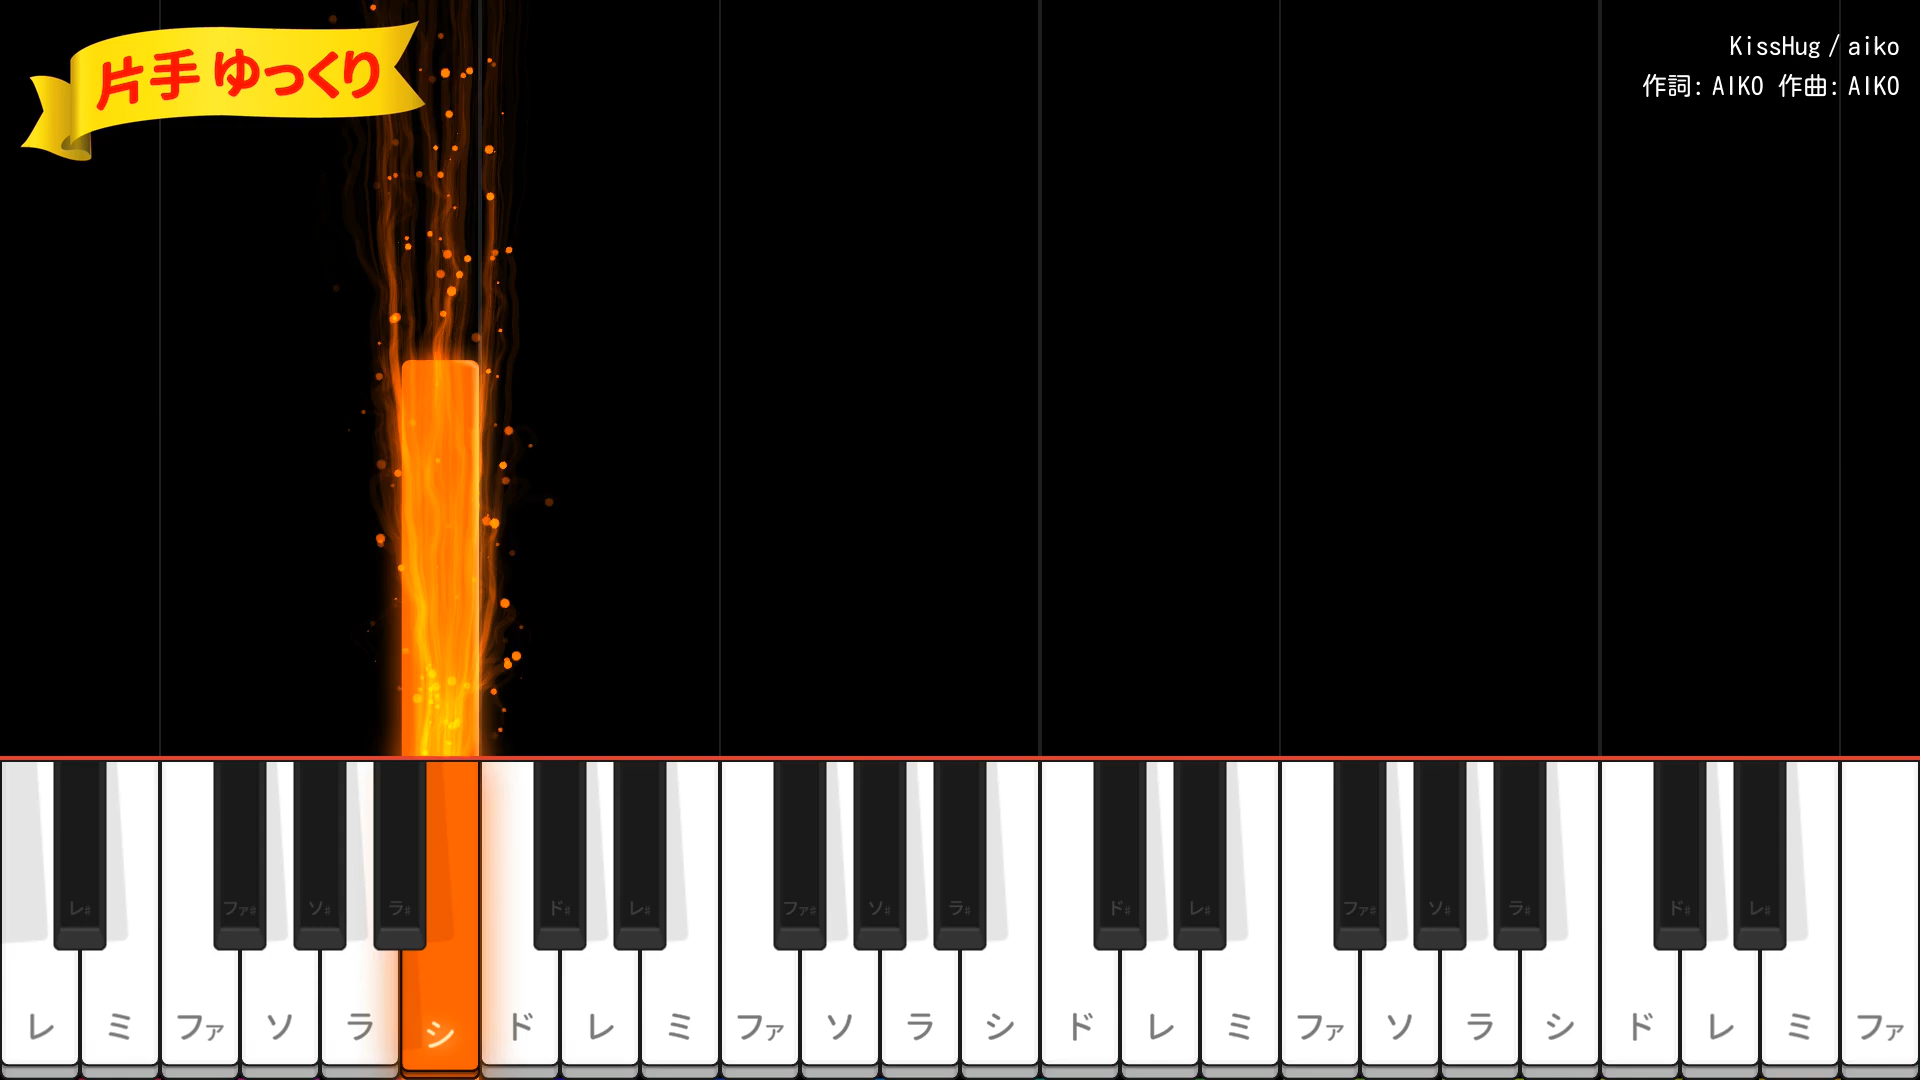 片手 ゆっくり
KissHug / aiko
作詞: AIKO 作曲: AIKO
レ# ファ# ソ# ラ# ド# レ# ファ# ソ# ラ# ド# レ# ファ# ソ# ラ# ド# レ#
レ ミ ファ ソ ラ シ ド レ ミ ファ ソ ラ シ ド レ ミ ファ ソ ラ シ ド レ ミ ファ